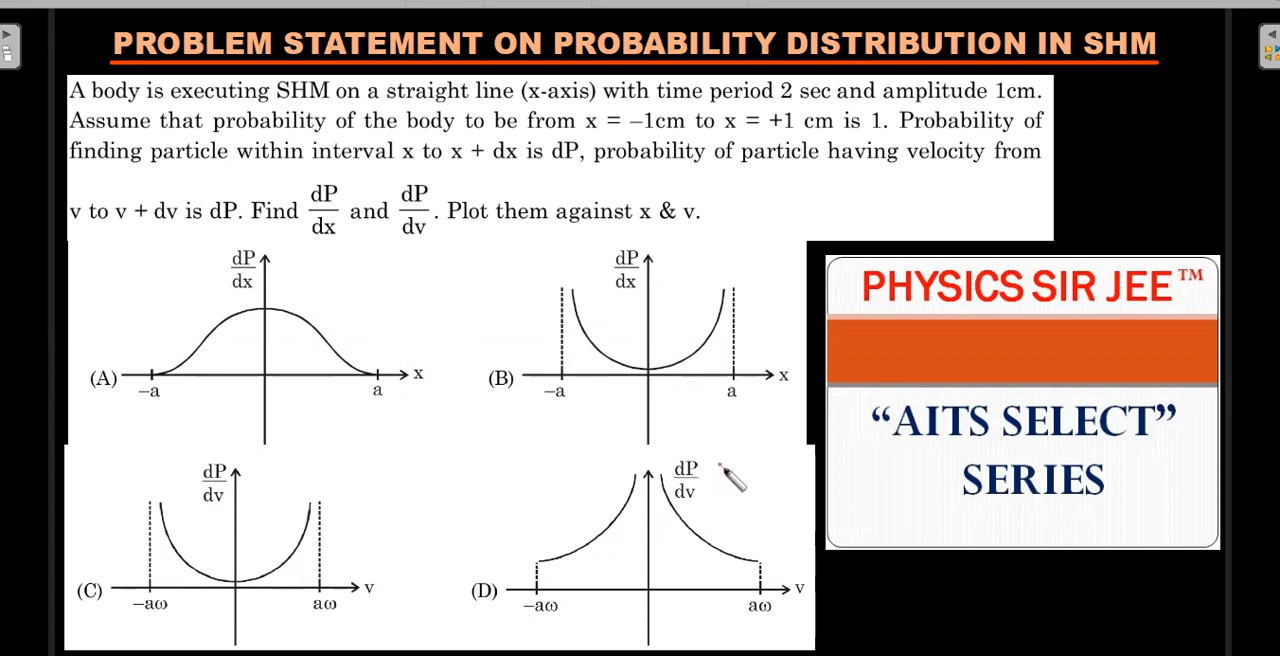 PROBLEM STATEMENT ON PROBABILITY DISTRIBUTION IN SHM
A body is executing SHM on a straight line (x-axis) with time period 2 sec and amplitude 1cm.
Assume that probability of the body to be from x = –1cm to x = +1 cm is 1. Probability of
finding particle within interval x to x + dx is dP, probability of particle having velocity from
v to v + dv is dP. Find dP/dx and dP/dv. Plot them against x & v.
dP
dx
(A)
–a
a
x
dP
dx
(B)
–a
a
x
PHYSICS SIR JEE™
“AITS SELECT”
SERIES
dP
dv
(C)
–aω
aω
v
dP
dv
(D)
–aω
aω
v